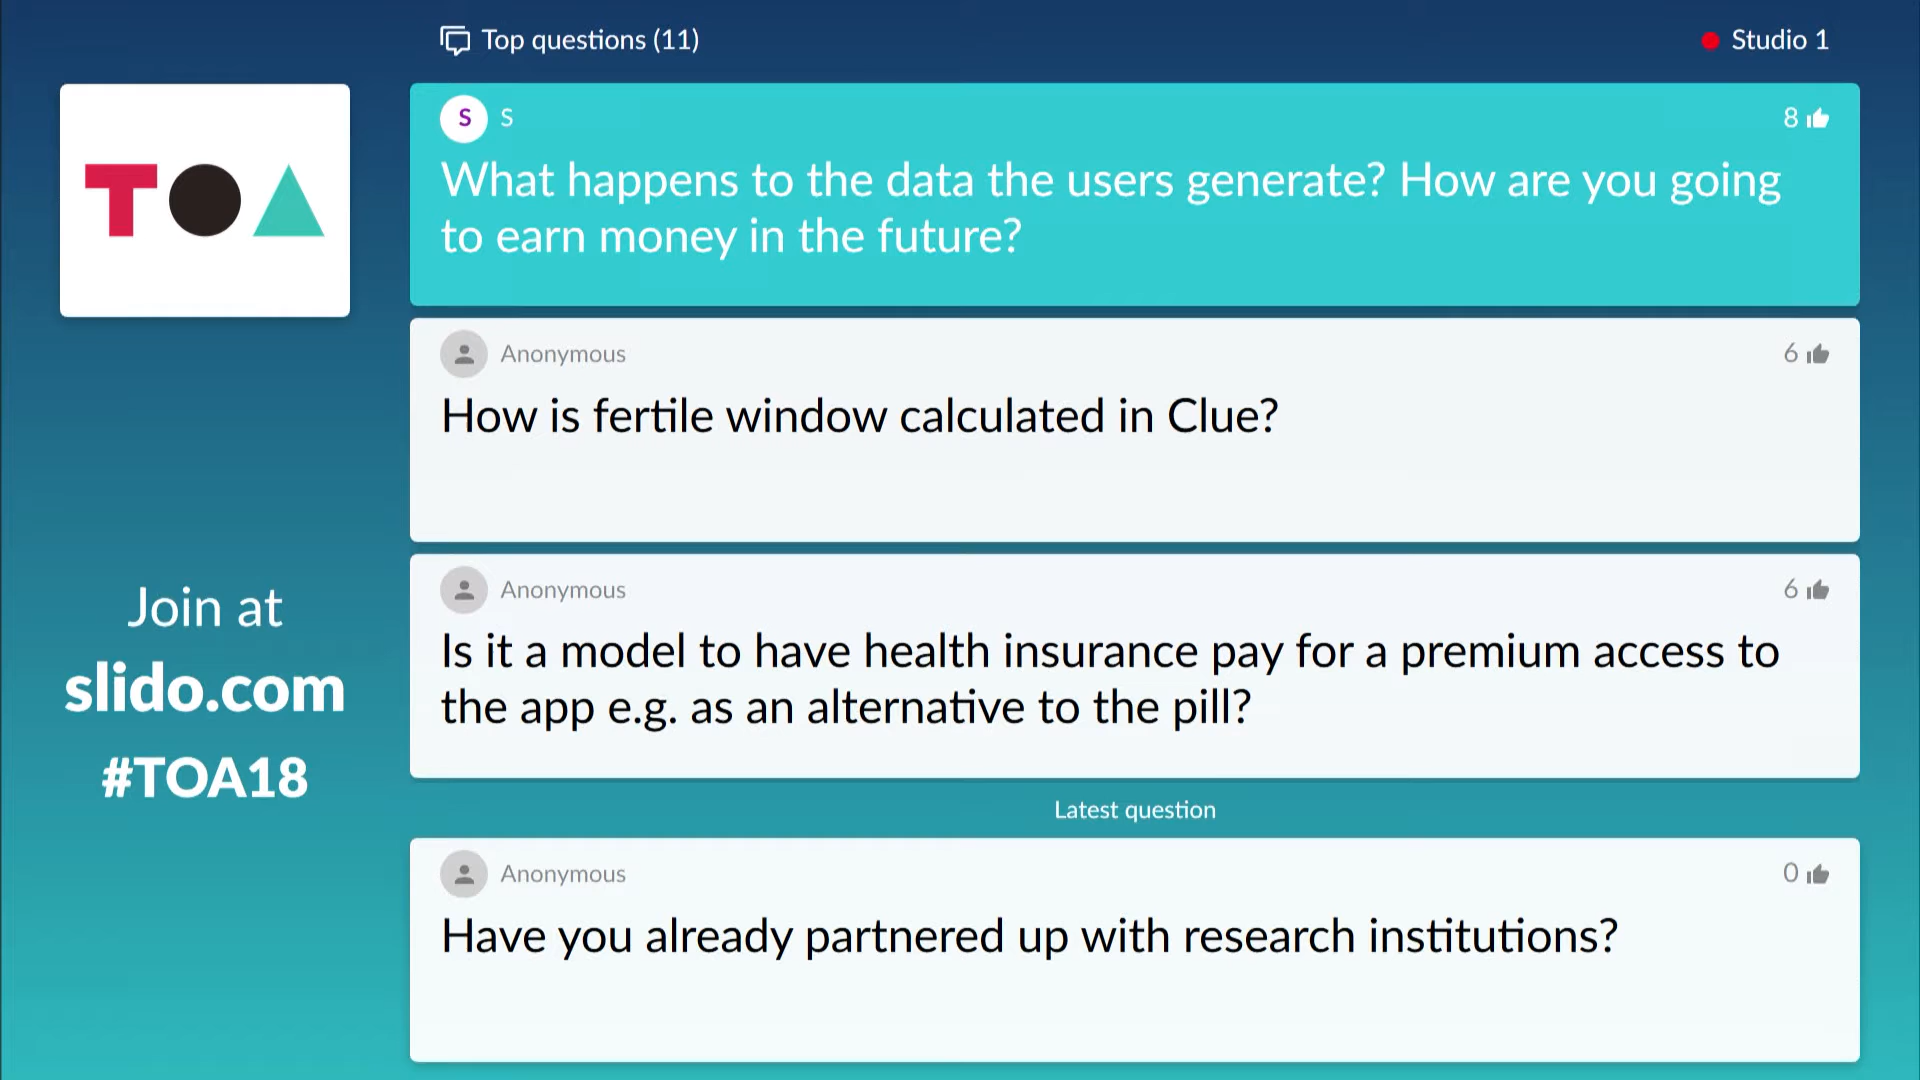 Top questions (11)
Studio 1
TOA
Join at
slido.com
#TOA18
S S
8
What happens to the data the users generate? How are you going
to earn money in the future?
Anonymous
6
How is fertile window calculated in Clue?
Anonymous
6
Is it a model to have health insurance pay for a premium access to
the app e.g. as an alternative to the pill?
Latest question
Anonymous
0
Have you already partnered up with research institutions?